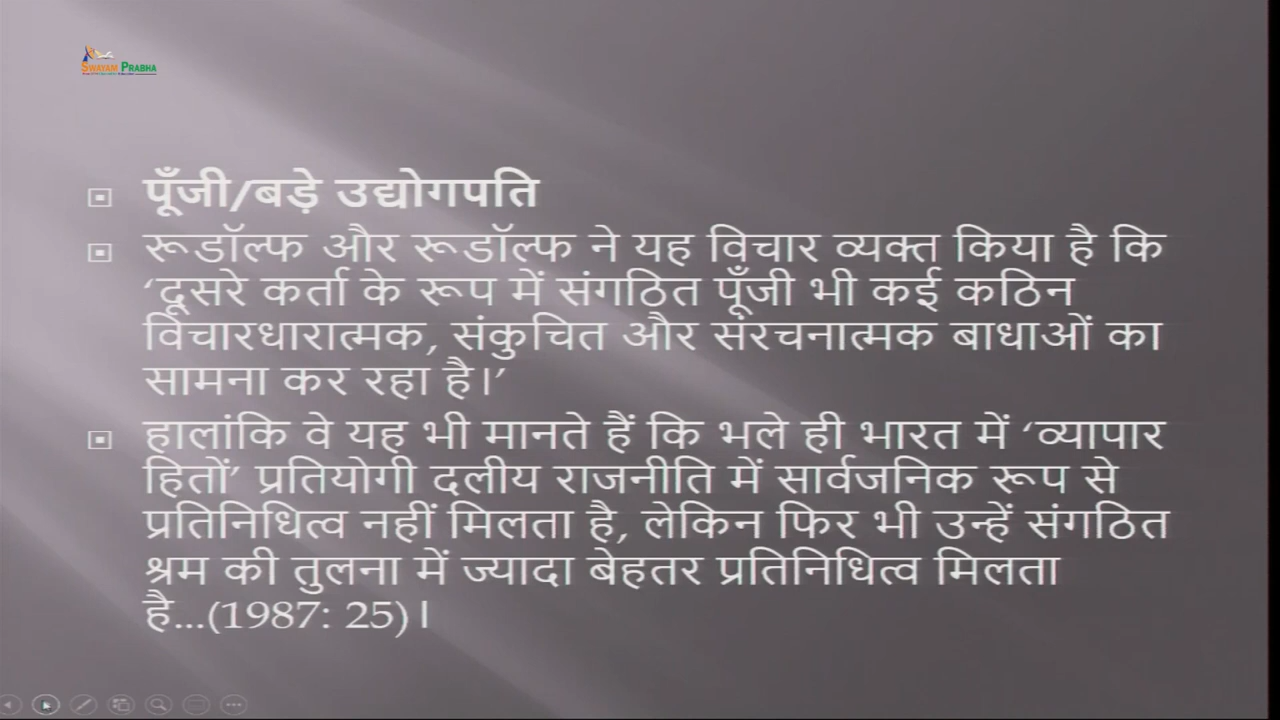 SWAYAM PRABHA
पूँजी/बड़े उद्योगपति
रूडॉल्फ और रूडॉल्फ ने यह विचार व्यक्त किया है कि
‘दूसरे कर्ता के रूप में संगठित पूँजी भी कई कठिन
विचारधारात्मक, संकुचित और संरचनात्मक बाधाओं का
सामना कर रहा है।’
हालांकि वे यह भी मानते हैं कि भले ही भारत में ‘व्यापार
हितों’ प्रतियोगी दलीय राजनीति में सार्वजनिक रूप से
प्रतिनिधित्व नहीं मिलता है, लेकिन फिर भी उन्हें संगठित
श्रम की तुलना में ज्यादा बेहतर प्रतिनिधित्व मिलता
है...(1987: 25)।